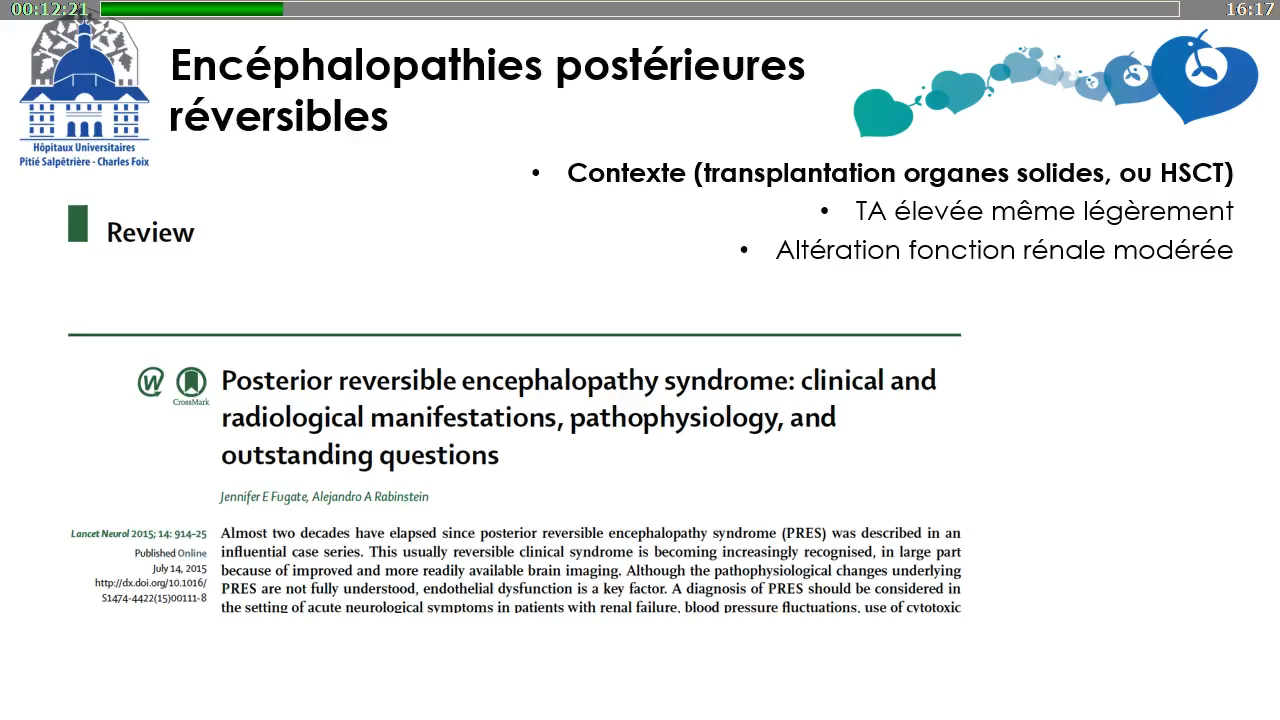 00:12:21
16:17
Encéphalopathies postérieures
réversibles
Hôpitaux Universitaires
Pitié Salpêtrière - Charles Foix
• Contexte (transplantation organes solides, ou HSCT)
• TA élevée même légèrement
• Altération fonction rénale modérée
Review
CrossMark
Posterior reversible encephalopathy syndrome: clinical and
radiological manifestations, pathophysiology, and
outstanding questions
Jennifer E Fugate, Alejandro A Rabinstein
Lancet Neurol 2015; 14: 914–25
Published Online
July 14, 2015
http://dx.doi.org/10.1016/
S1474-4422(15)00111-8
Almost two decades have elapsed since posterior reversible encephalopathy syndrome (PRES) was described in an
influential case series. This usually reversible clinical syndrome is becoming increasingly recognised, in large part
because of improved and more readily available brain imaging. Although the pathophysiological changes underlying
PRES are not fully understood, endothelial dysfunction is a key factor. A diagnosis of PRES should be considered in
the setting of acute neurological symptoms in patients with renal failure, blood pressure fluctuations, use of cytotoxic